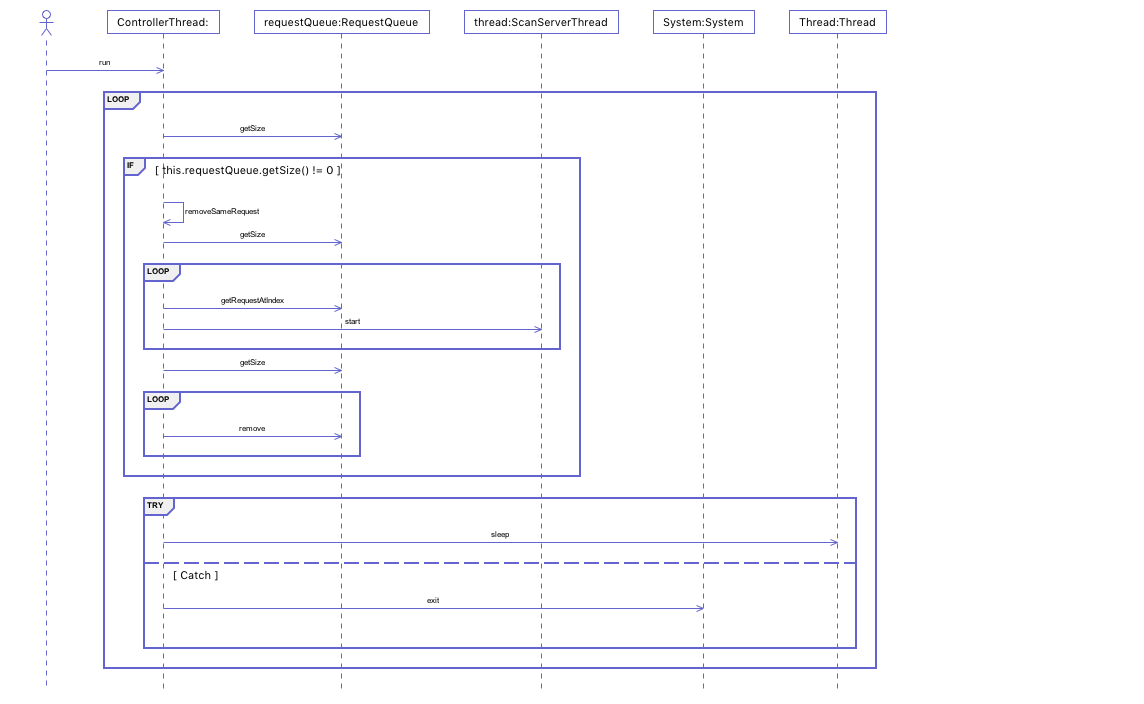 ControllerThread:
requestQueue:RequestQueue
thread:ScanServerThread
System:System
Thread:Thread
run
LOOP
getSize
IF
[ this.requestQueue.getSize() != 0 ]
removeSameRequest
getSize
LOOP
getRequestAtIndex
start
getSize
LOOP
remove
TRY
sleep
[ Catch ]
exit